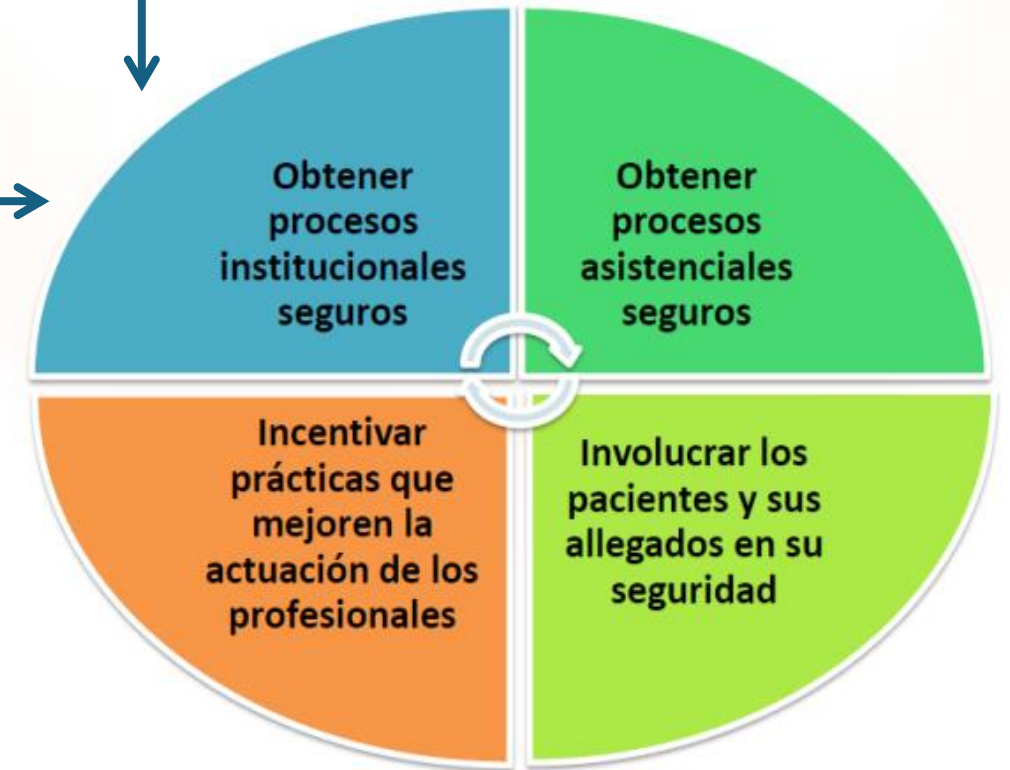 Obtener
procesos
institucionales
seguros
Obtener
procesos
asistenciales
seguros
Incentivar
prácticas que
mejoren la
actuación de los
profesionales
Involucrar los
pacientes y sus
allegados en su
seguridad